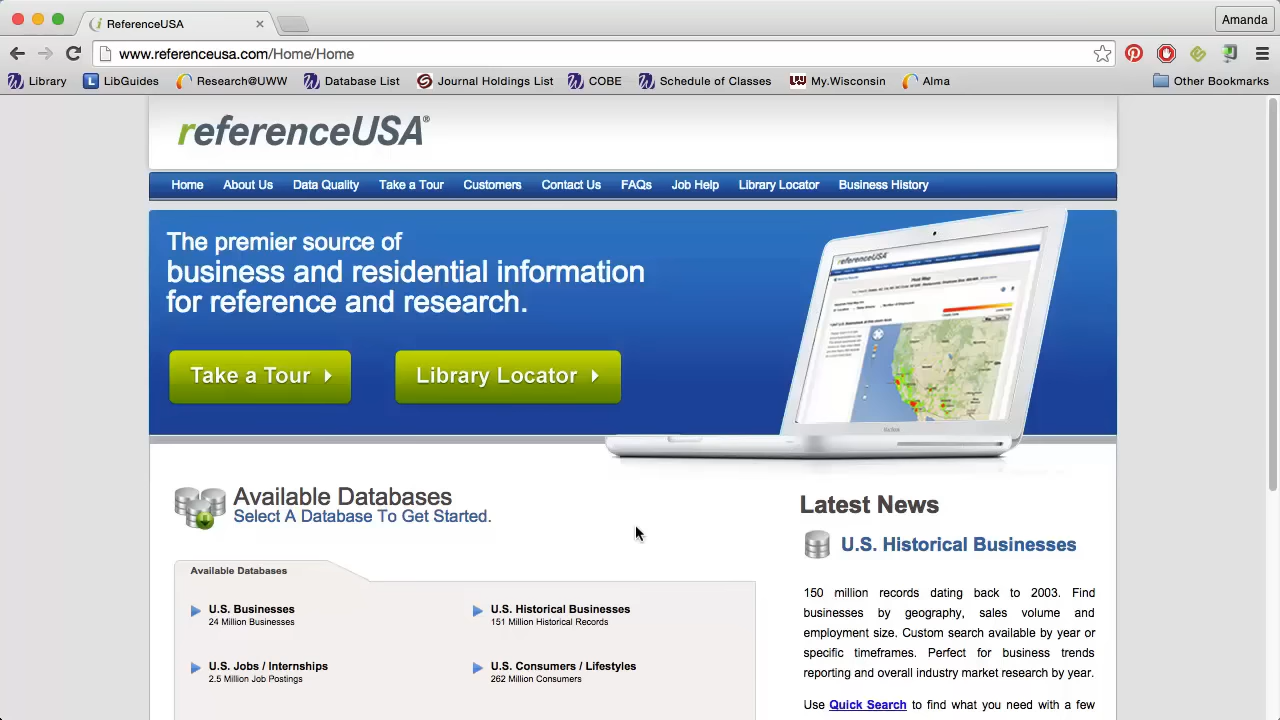 ReferenceUSA
Amanda
www.referenceusa.com/Home/Home
Library
LibGuides
Research@UWW
Database List
Journal Holdings List
COBE
Schedule of Classes
My.Wisconsin
Alma
Other Bookmarks
referenceUSA®
Home
About Us
Data Quality
Take a Tour
Customers
Contact Us
FAQs
Job Help
Library Locator
Business History
The premier source of
business and residential information
for reference and research.
Take a Tour
Library Locator
referenceUSA
Available Databases
Select A Database To Get Started.
Available Databases
U.S. Businesses
24 Million Businesses
U.S. Historical Businesses
151 Million Historical Records
U.S. Jobs / Internships
2.5 Million Job Postings
U.S. Consumers / Lifestyles
262 Million Consumers
Latest News
U.S. Historical Businesses
150 million records dating back to 2003. Find
businesses by geography, sales volume and
employment size. Custom search available by year or
specific timeframes. Perfect for business trends
reporting and overall industry market research by year.
Use Quick Search to find what you need with a few